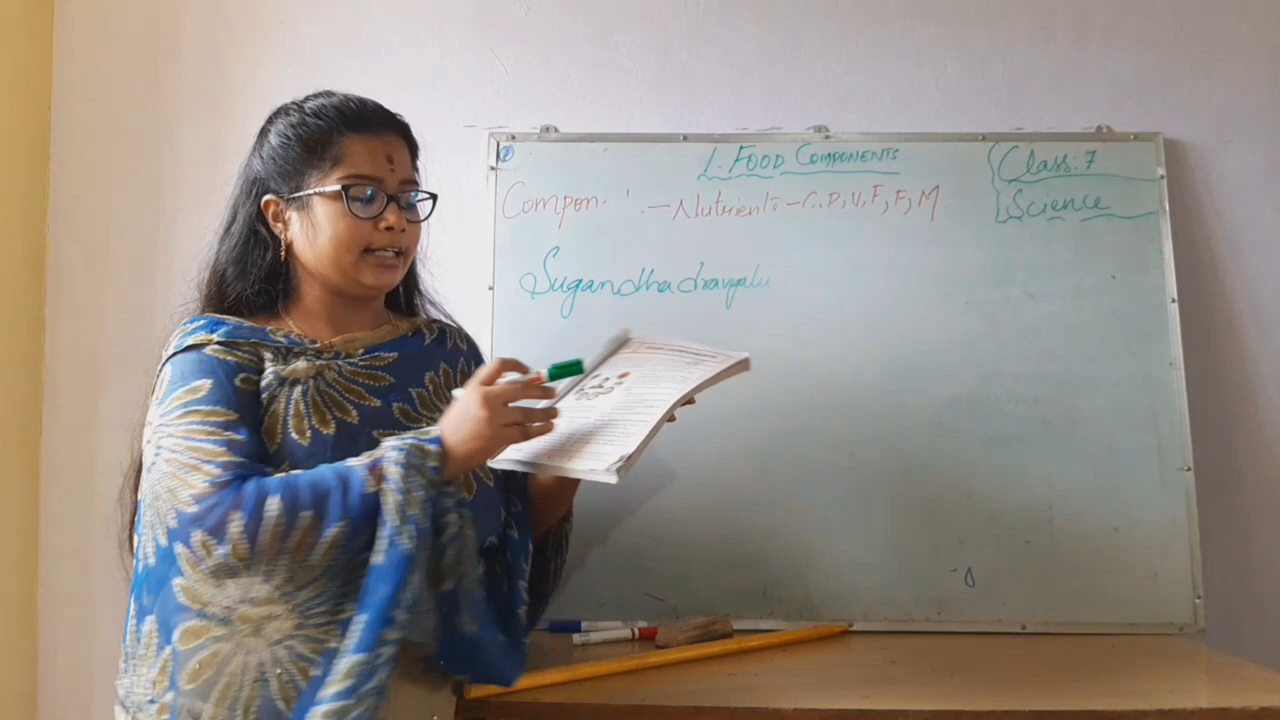 1. FOOD COMPONENTS
Class. 7
Science
Compon. - Nutrients - C, P, V, F, F, M
Sugandhadravyalu